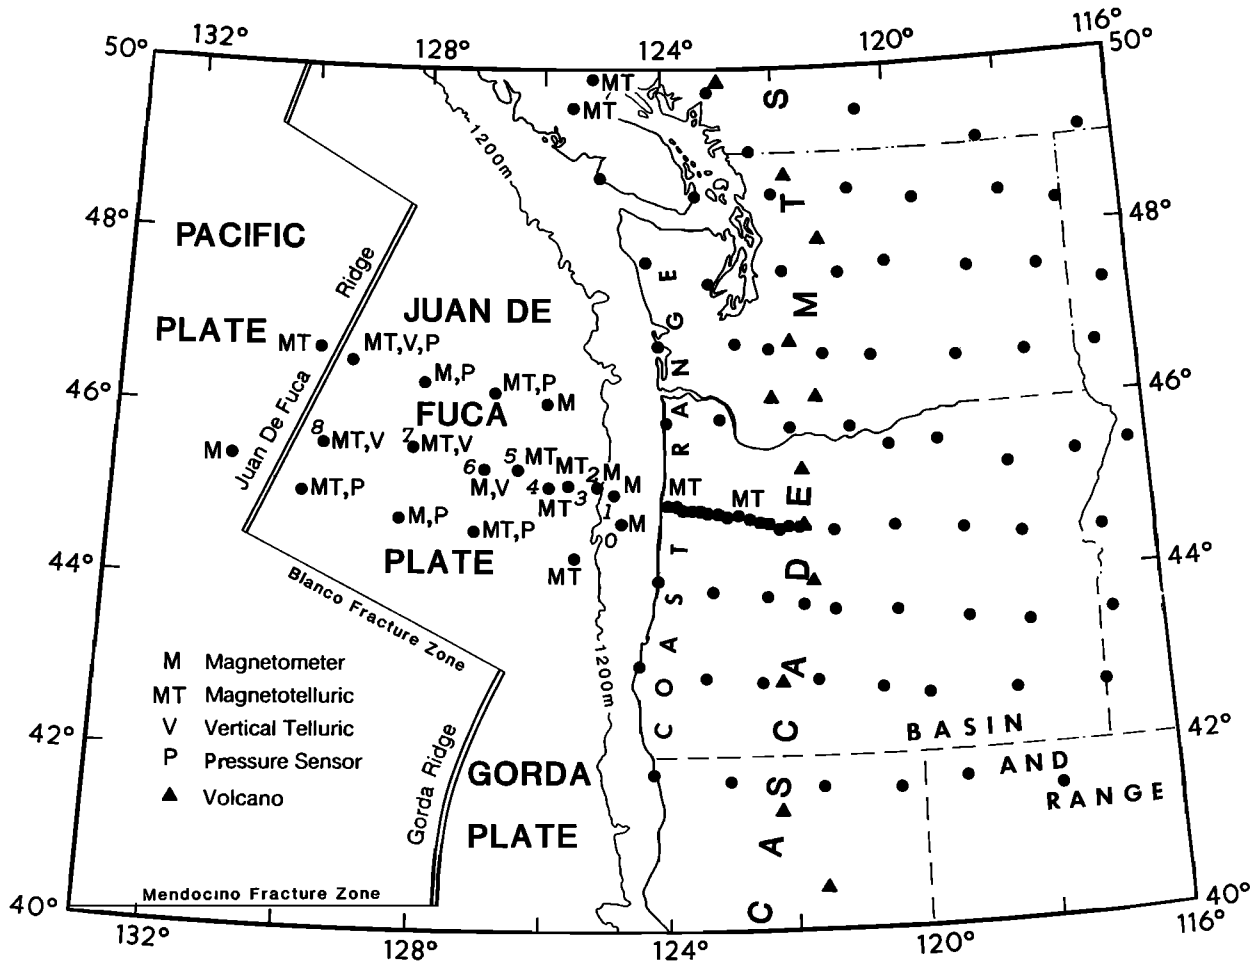 132° 128° 124° 120° 116°
50° 50°
MT
MT
1200m
S
48° 48°
T
PACIFIC
Ridge
E
JUAN DE
M
G
PLATE
MT
MT,V,P
N
M,P
MT,P
46° 46°
Juan De Fuca
FUCA
M
A
8 MT,V
7 MT,V
R
M
6 5 MT MT 2 M
M,V 4 3 M
MT 1
MT MT
E
MT,P
M,P
MT,P
M
0
T
44° 44°
PLATE
MT
D
Blanco Fracture Zone
S
A
A
1200m
O
C
C
42° 42°
M Magnetometer
MT Magnetotelluric
V Vertical Telluric
P Pressure Sensor
▲ Volcano
Gorda Ridge
GORDA
PLATE
BASIN
AND
RANGE
S
A
C
Mendocino Fracture Zone
40° 40°
132° 128° 124° 120° 116°